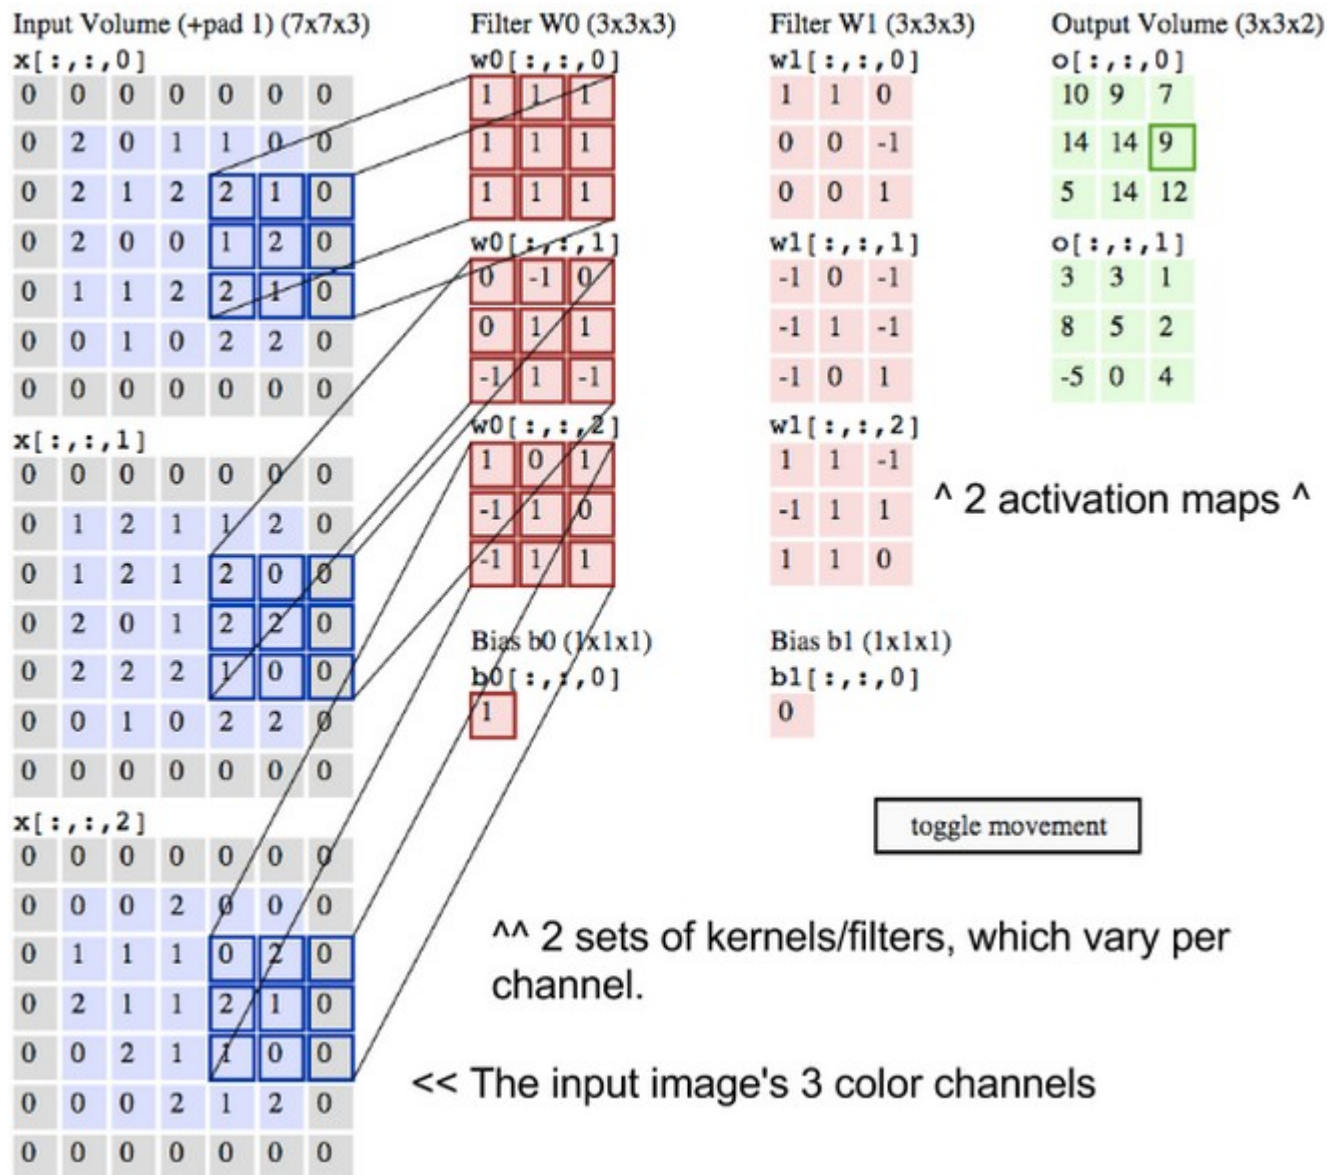 Input Volume (+pad 1) (7x7x3)
x[:,:,0]
0 0 0 0 0 0 0
0 2 0 1 1 0 0
0 2 1 2 2 1 0
0 2 0 0 1 2 0
0 1 1 2 2 1 0
0 0 1 0 2 2 0
0 0 0 0 0 0 0
x[:,:,1]
0 0 0 0 0 0 0
0 1 2 1 1 2 0
0 1 2 1 2 0 0
0 2 0 1 2 2 0
0 2 2 2 1 0 0
0 0 1 0 2 2 0
0 0 0 0 0 0 0
x[:,:,2]
0 0 0 0 0 0 0
0 0 0 2 0 0 0
0 1 1 1 0 2 0
0 2 1 1 2 1 0
0 0 2 1 1 0 0
0 0 0 2 1 2 0
0 0 0 0 0 0 0
Filter W0 (3x3x3)
w0[:,:,0]
1 1 1
1 1 1
1 1 1
w0[:,:,1]
0 -1 0
0 1 1
-1 1 -1
w0[:,:,2]
1 0 1
-1 1 0
-1 1 1
Bias b0 (1x1x1)
b0[:,:,0]
1
Filter W1 (3x3x3)
w1[:,:,0]
1 1 0
0 0 -1
0 0 1
w1[:,:,1]
-1 0 -1
-1 1 -1
-1 0 1
w1[:,:,2]
1 1 -1
-1 1 1
1 1 0
Bias b1 (1x1x1)
b1[:,:,0]
0
Output Volume (3x3x2)
o[:,:,0]
10 9 7
14 14 9
5 14 12
o[:,:,1]
3 3 1
8 5 2
-5 0 4
^ 2 activation maps ^
toggle movement
^^ 2 sets of kernels/filters, which vary per
channel.
<< The input image's 3 color channels